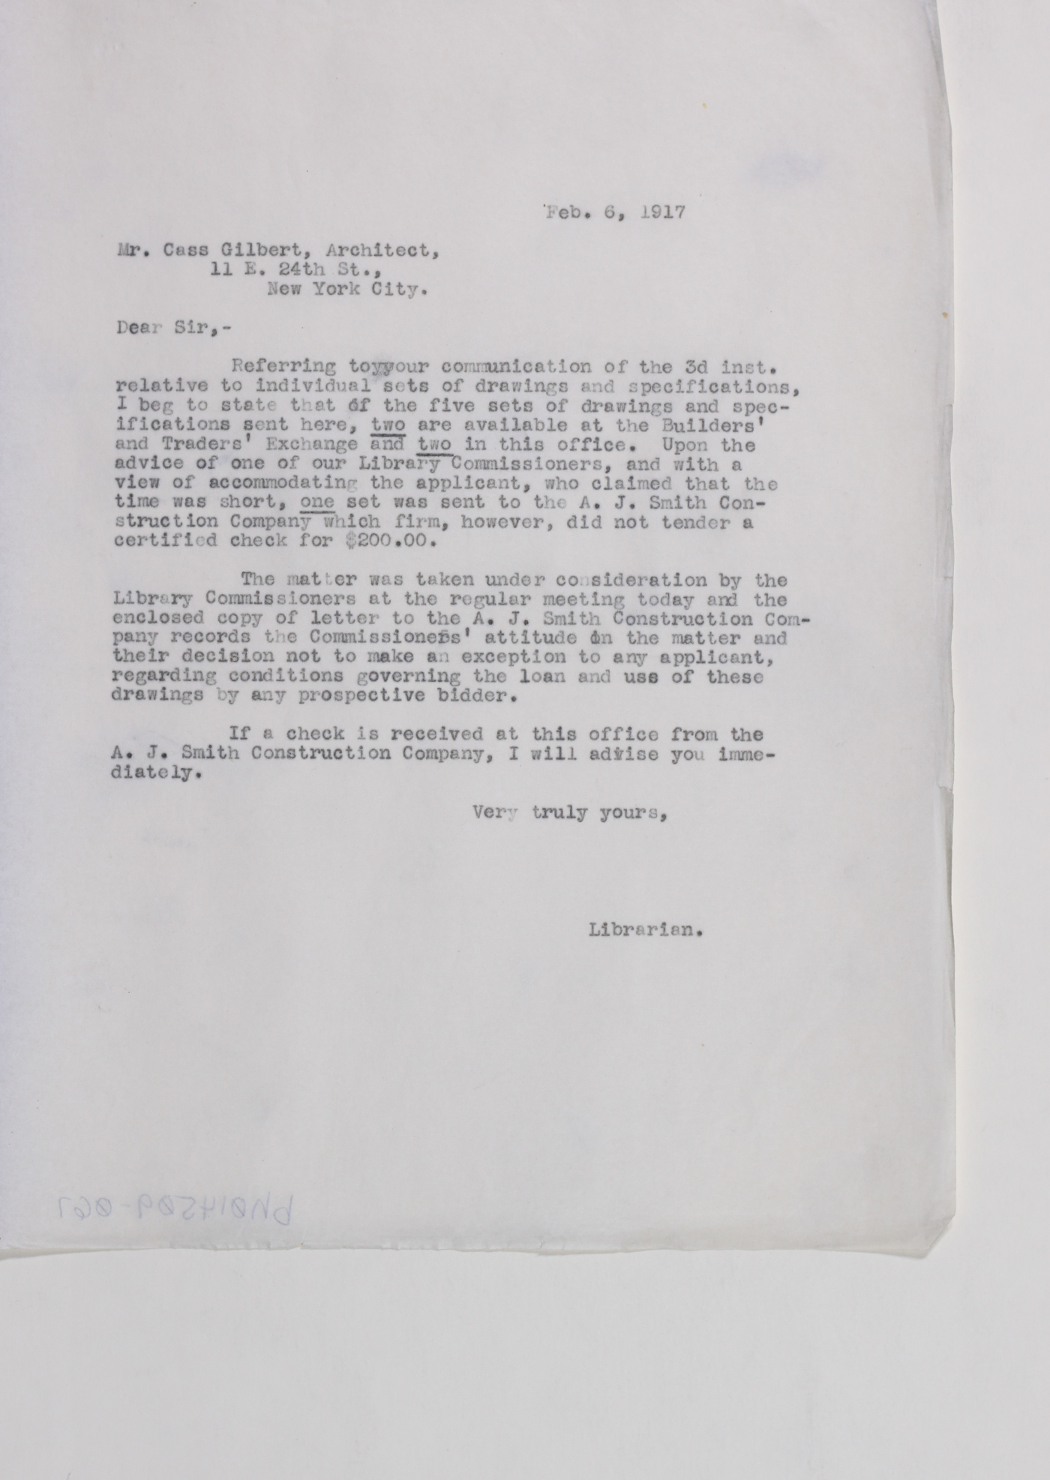 Feb. 6, 1917
Mr. Cass Gilbert, Architect,
11 E. 24th St.,
New York City.
Dear Sir,-
Referring to your communication of the 3d inst.
relative to individual sets of drawings and specifications,
I beg to state that of the five sets of drawings and spec-
ifications sent here, two are available at the Builders'
and Traders' Exchange and two in this office. Upon the
advice of one of our Library Commissioners, and with a
view of accommodating the applicant, who claimed that the
time was short, one set was sent to the A. J. Smith Con-
struction Company which firm, however, did not tender a
certified check for $200.00.
The matter was taken under consideration by the
Library Commissioners at the regular meeting today and the
enclosed copy of letter to the A. J. Smith Construction Com-
pany records the Commissioners' attitude in the matter and
their decision not to make an exception to any applicant,
regarding conditions governing the loan and use of these
drawings by any prospective bidder.
If a check is received at this office from the
A. J. Smith Construction Company, I will advise you imme-
diately.
Very truly yours,
Librarian.